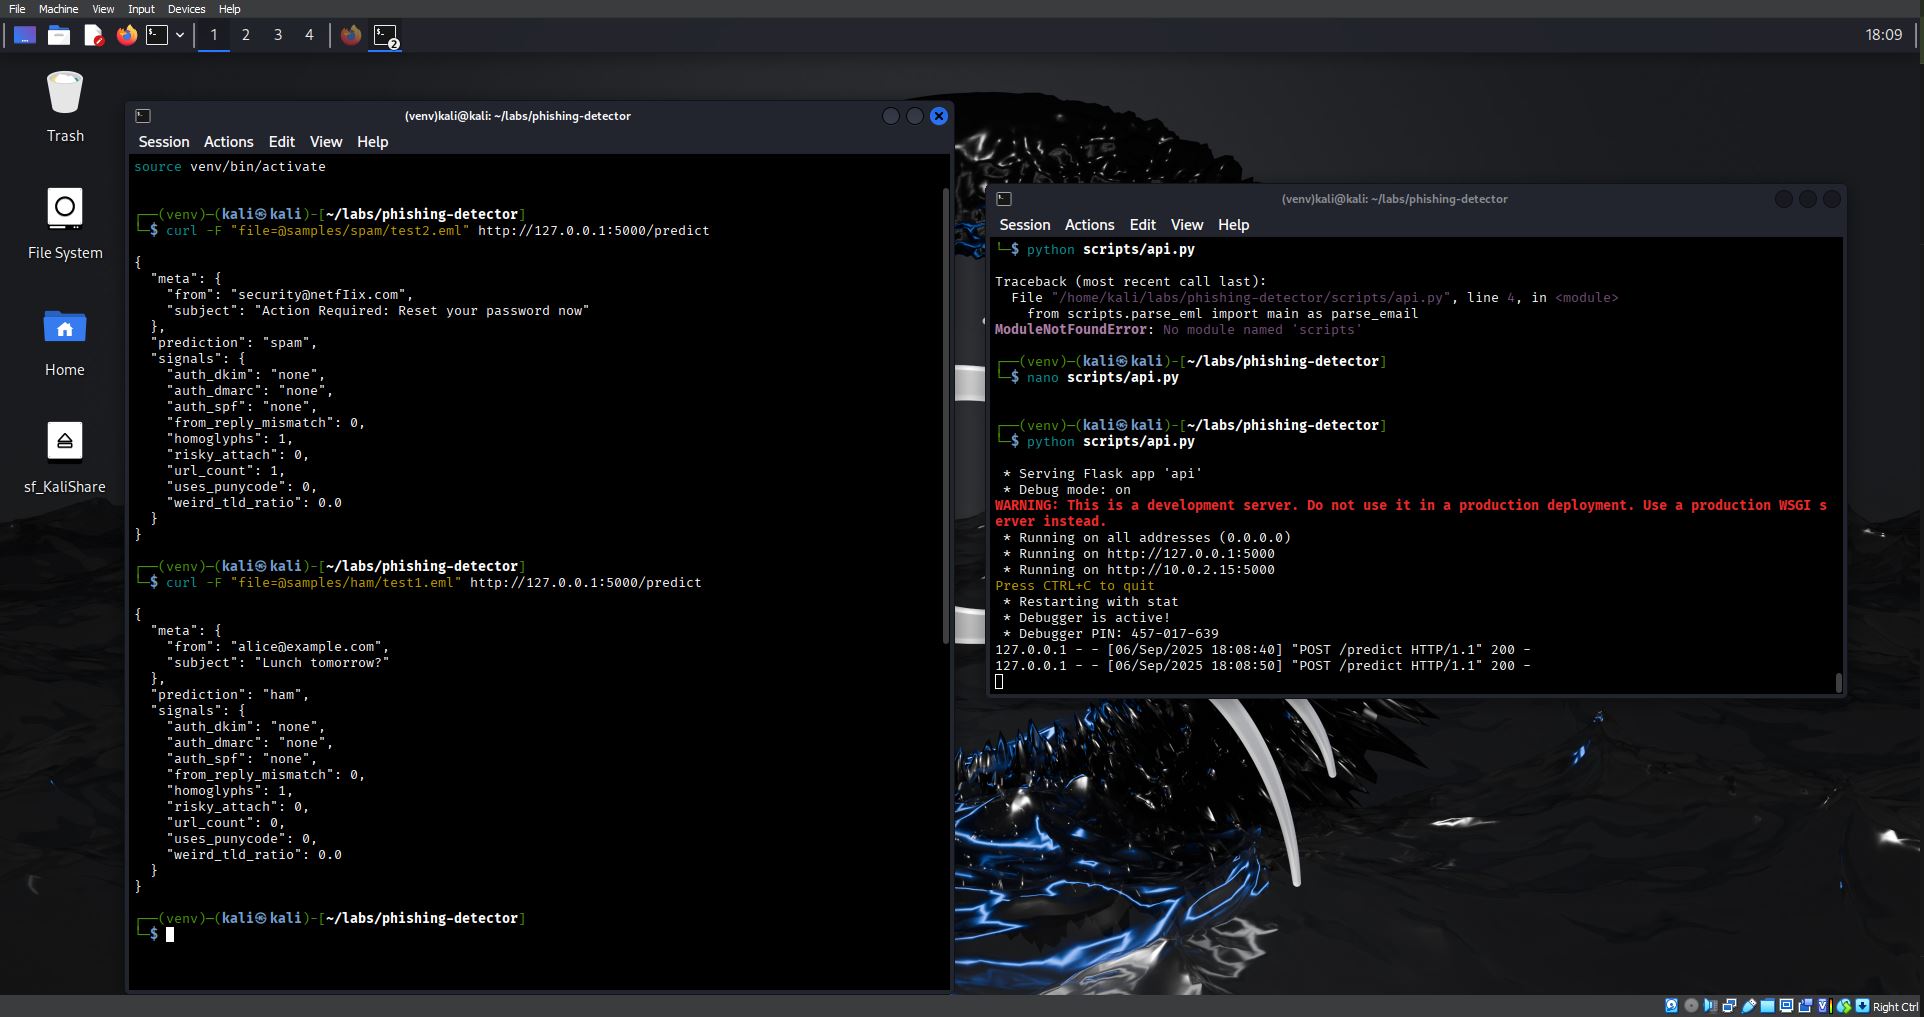 File Machine View Input Devices Help
1 2 3 4 2 18:09
Trash
File System
Home
sf_KaliShare
(venv)kali@kali: ~/labs/phishing-detector
Session Actions Edit View Help
source venv/bin/activate
┌──(venv)─(kali㉿kali)-[~/labs/phishing-detector]
└─$ curl -F "file=@samples/spam/test2.eml" http://127.0.0.1:5000/predict
{
"meta": {
"from": "security@netfIix.com",
"subject": "Action Required: Reset your password now"
},
"prediction": "spam",
"signals": {
"auth_dkim": "none",
"auth_dmarc": "none",
"auth_spf": "none",
"from_reply_mismatch": 0,
"homoglyphs": 1,
"risky_attach": 0,
"url_count": 1,
"uses_punycode": 0,
"weird_tld_ratio": 0.0
}
}
┌──(venv)─(kali㉿kali)-[~/labs/phishing-detector]
└─$ curl -F "file=@samples/ham/test1.eml" http://127.0.0.1:5000/predict
{
"meta": {
"from": "alice@example.com",
"subject": "Lunch tomorrow?"
},
"prediction": "ham",
"signals": {
"auth_dkim": "none",
"auth_dmarc": "none",
"auth_spf": "none",
"from_reply_mismatch": 0,
"homoglyphs": 1,
"risky_attach": 0,
"url_count": 0,
"uses_punycode": 0,
"weird_tld_ratio": 0.0
}
}
┌──(venv)─(kali㉿kali)-[~/labs/phishing-detector]
└─$
(venv)kali@kali: ~/labs/phishing-detector
Session Actions Edit View Help
└─$ python scripts/api.py
Traceback (most recent call last):
File "/home/kali/labs/phishing-detector/scripts/api.py", line 4, in <module>
from scripts.parse_eml import main as parse_email
ModuleNotFoundError: No module named 'scripts'
┌──(venv)─(kali㉿kali)-[~/labs/phishing-detector]
└─$ nano scripts/api.py
┌──(venv)─(kali㉿kali)-[~/labs/phishing-detector]
└─$ python scripts/api.py
* Serving Flask app 'api'
* Debug mode: on
WARNING: This is a development server. Do not use it in a production deployment. Use a production WSGI s
erver instead.
* Running on all addresses (0.0.0.0)
* Running on http://127.0.0.1:5000
* Running on http://10.0.2.15:5000
Press CTRL+C to quit
* Restarting with stat
* Debugger is active!
* Debugger PIN: 457-017-639
127.0.0.1 - - [06/Sep/2025 18:08:40] "POST /predict HTTP/1.1" 200 -
127.0.0.1 - - [06/Sep/2025 18:08:50] "POST /predict HTTP/1.1" 200 -
Right Ctrl